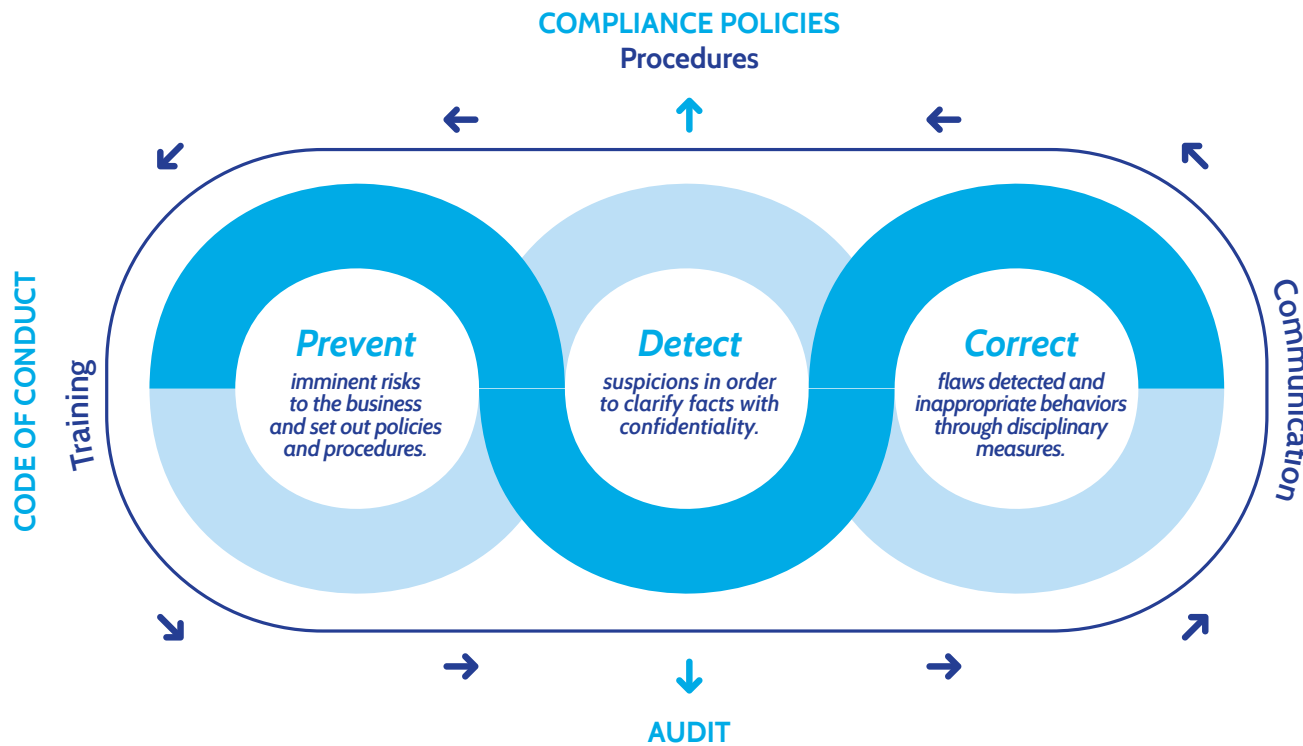 COMPLIANCE POLICIES
Procedures
CODE OF CONDUCT
Training
Prevent
imminent risks
to the business
and set out policies
and procedures.
Detect
suspicions in order
to clarify facts with
confidentiality.
Correct
flaws detected and
inappropriate behaviors
through disciplinary
measures.
Communication
AUDIT